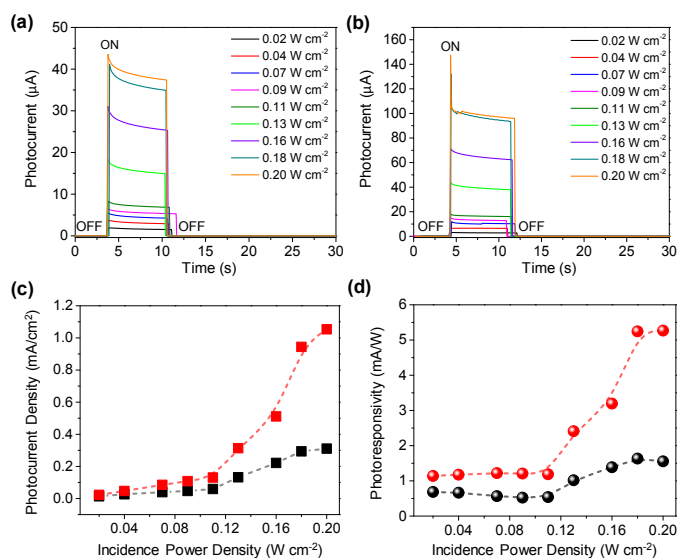 (a)
50
40
30
20
10
0
Photocurrent (µA)
ON
OFF
OFF
0.02 W cm-2
0.04 W cm-2
0.07 W cm-2
0.09 W cm-2
0.11 W cm-2
0.13 W cm-2
0.16 W cm-2
0.18 W cm-2
0.20 W cm-2
0 5 10 15 20 25 30
Time (s)
(b)
160
140
120
100
80
60
40
20
0
Photocurrent (µA)
ON
OFF
OFF
0.02 W cm-2
0.04 W cm-2
0.07 W cm-2
0.09 W cm-2
0.11 W cm-2
0.13 W cm-2
0.16 W cm-2
0.18 W cm-2
0.20 W cm-2
0 5 10 15 20 25 30
Time (s)
(c)
1.2
1.0
0.8
0.6
0.4
0.2
0.0
Photocurrent Density (mA/cm²)
0.04 0.08 0.12 0.16 0.20
Incidence Power Density (W cm-2)
(d)
6
5
4
3
2
1
0
Photoresponsivity (mA/W)
0.04 0.08 0.12 0.16 0.20
Incidence Power Density (W cm-2)